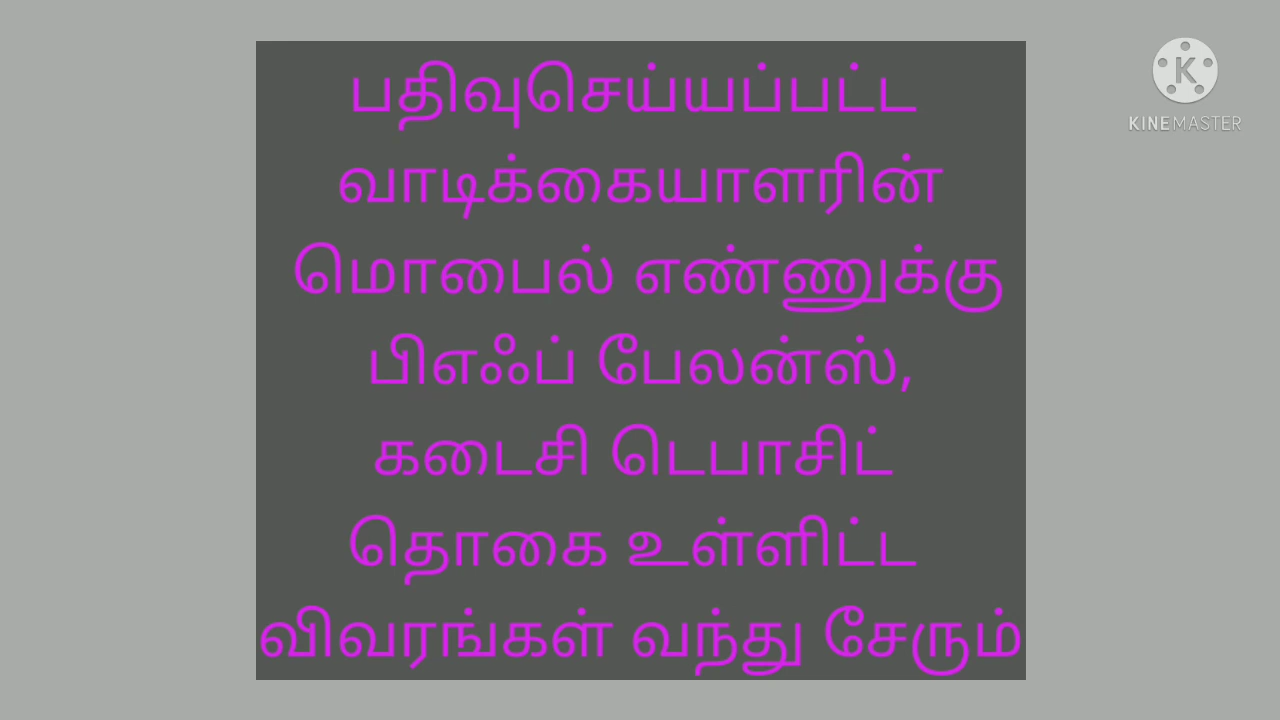 பதிவுசெய்யப்பட்ட
வாடிக்கையாளரின்
மொபைல் எண்ணுக்கு
பிஎஃப் பேலன்ஸ்,
கடைசி டெபாசிட்
தொகை உள்ளிட்ட
விவரங்கள் வந்து சேரும்
K
KINEMASTER